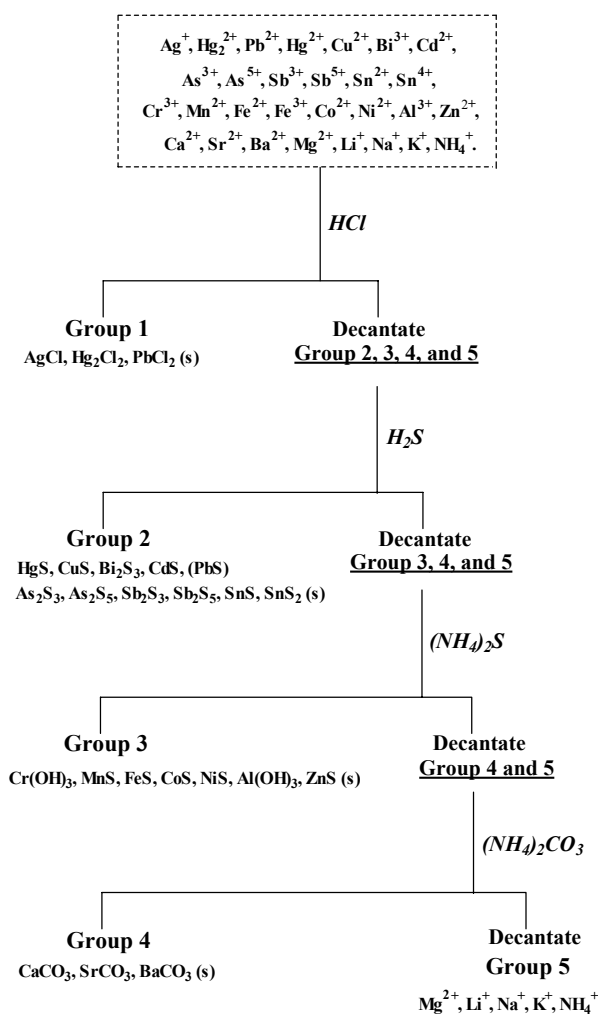 Ag⁺, Hg₂²⁺, Pb²⁺, Hg²⁺, Cu²⁺, Bi³⁺, Cd²⁺,
As³⁺, As⁵⁺, Sb³⁺, Sb⁵⁺, Sn²⁺, Sn⁴⁺,
Cr³⁺, Mn²⁺, Fe²⁺, Fe³⁺, Co²⁺, Ni²⁺, Al³⁺, Zn²⁺,
Ca²⁺, Sr²⁺, Ba²⁺, Mg²⁺, Li⁺, Na⁺, K⁺, NH₄⁺.
HCl
Group 1
AgCl, Hg₂Cl₂, PbCl₂ (s)
Decantate
Group 2, 3, 4, and 5
H₂S
Group 2
HgS, CuS, Bi₂S₃, CdS, (PbS)
As₂S₃, As₂S₅, Sb₂S₃, Sb₂S₅, SnS, SnS₂ (s)
Decantate
Group 3, 4, and 5
(NH₄)₂S
Group 3
Cr(OH)₃, MnS, FeS, CoS, NiS, Al(OH)₃, ZnS (s)
Decantate
Group 4 and 5
(NH₄)₂CO₃
Group 4
CaCO₃, SrCO₃, BaCO₃ (s)
Decantate
Group 5
Mg²⁺, Li⁺, Na⁺, K⁺, NH₄⁺